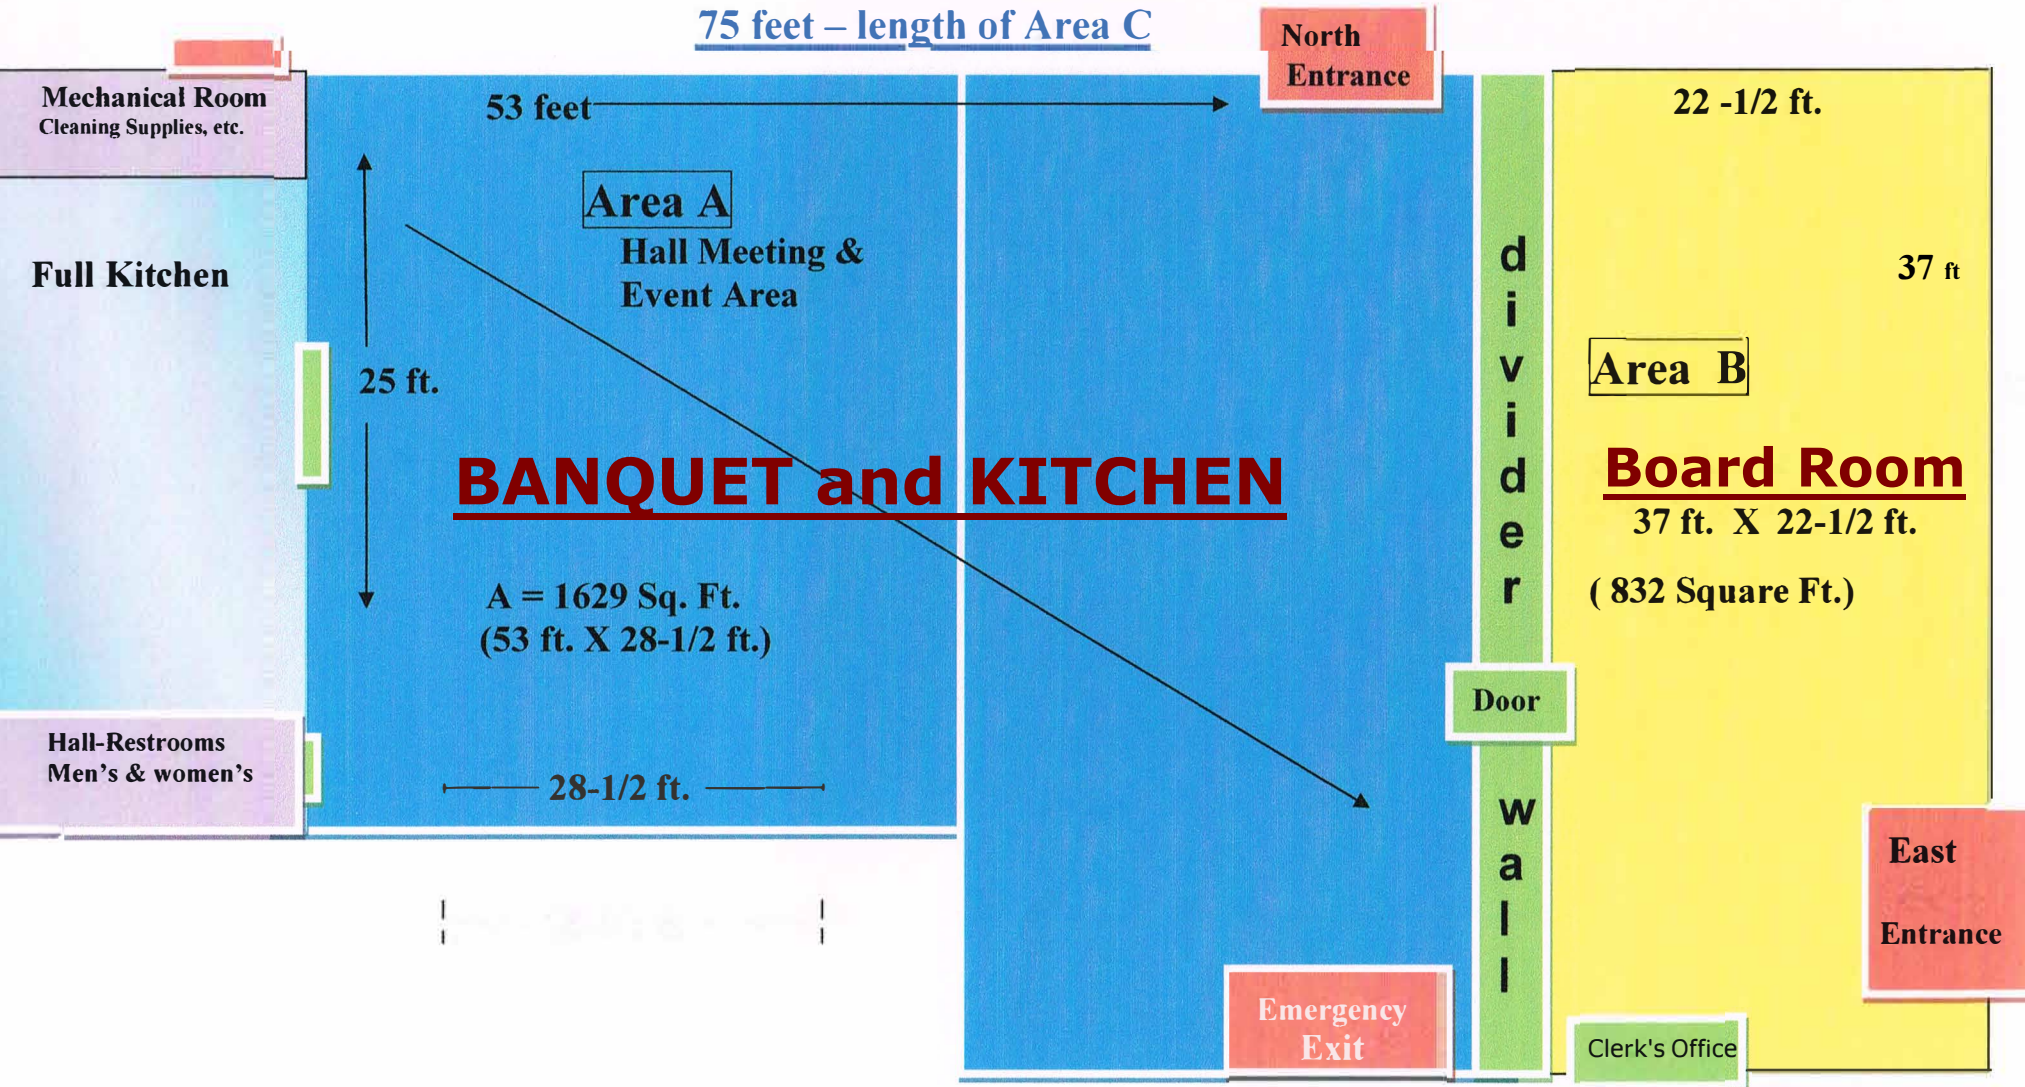 75 feet – length of Area C
North
Entrance
Mechanical Room
Cleaning Supplies, etc.
53 feet
22 -1/2 ft.
Area A
Hall Meeting &
Event Area
Full Kitchen
37 ft
25 ft.
Area B
BANQUET and KITCHEN
Board Room
37 ft. X 22-1/2 ft.
A = 1629 Sq. Ft.
(53 ft. X 28-1/2 ft.)
( 832 Square Ft.)
divider
wall
Door
Hall-Restrooms
Men's & women's
28-1/2 ft.
East
Entrance
Emergency
Exit
Clerk's Office